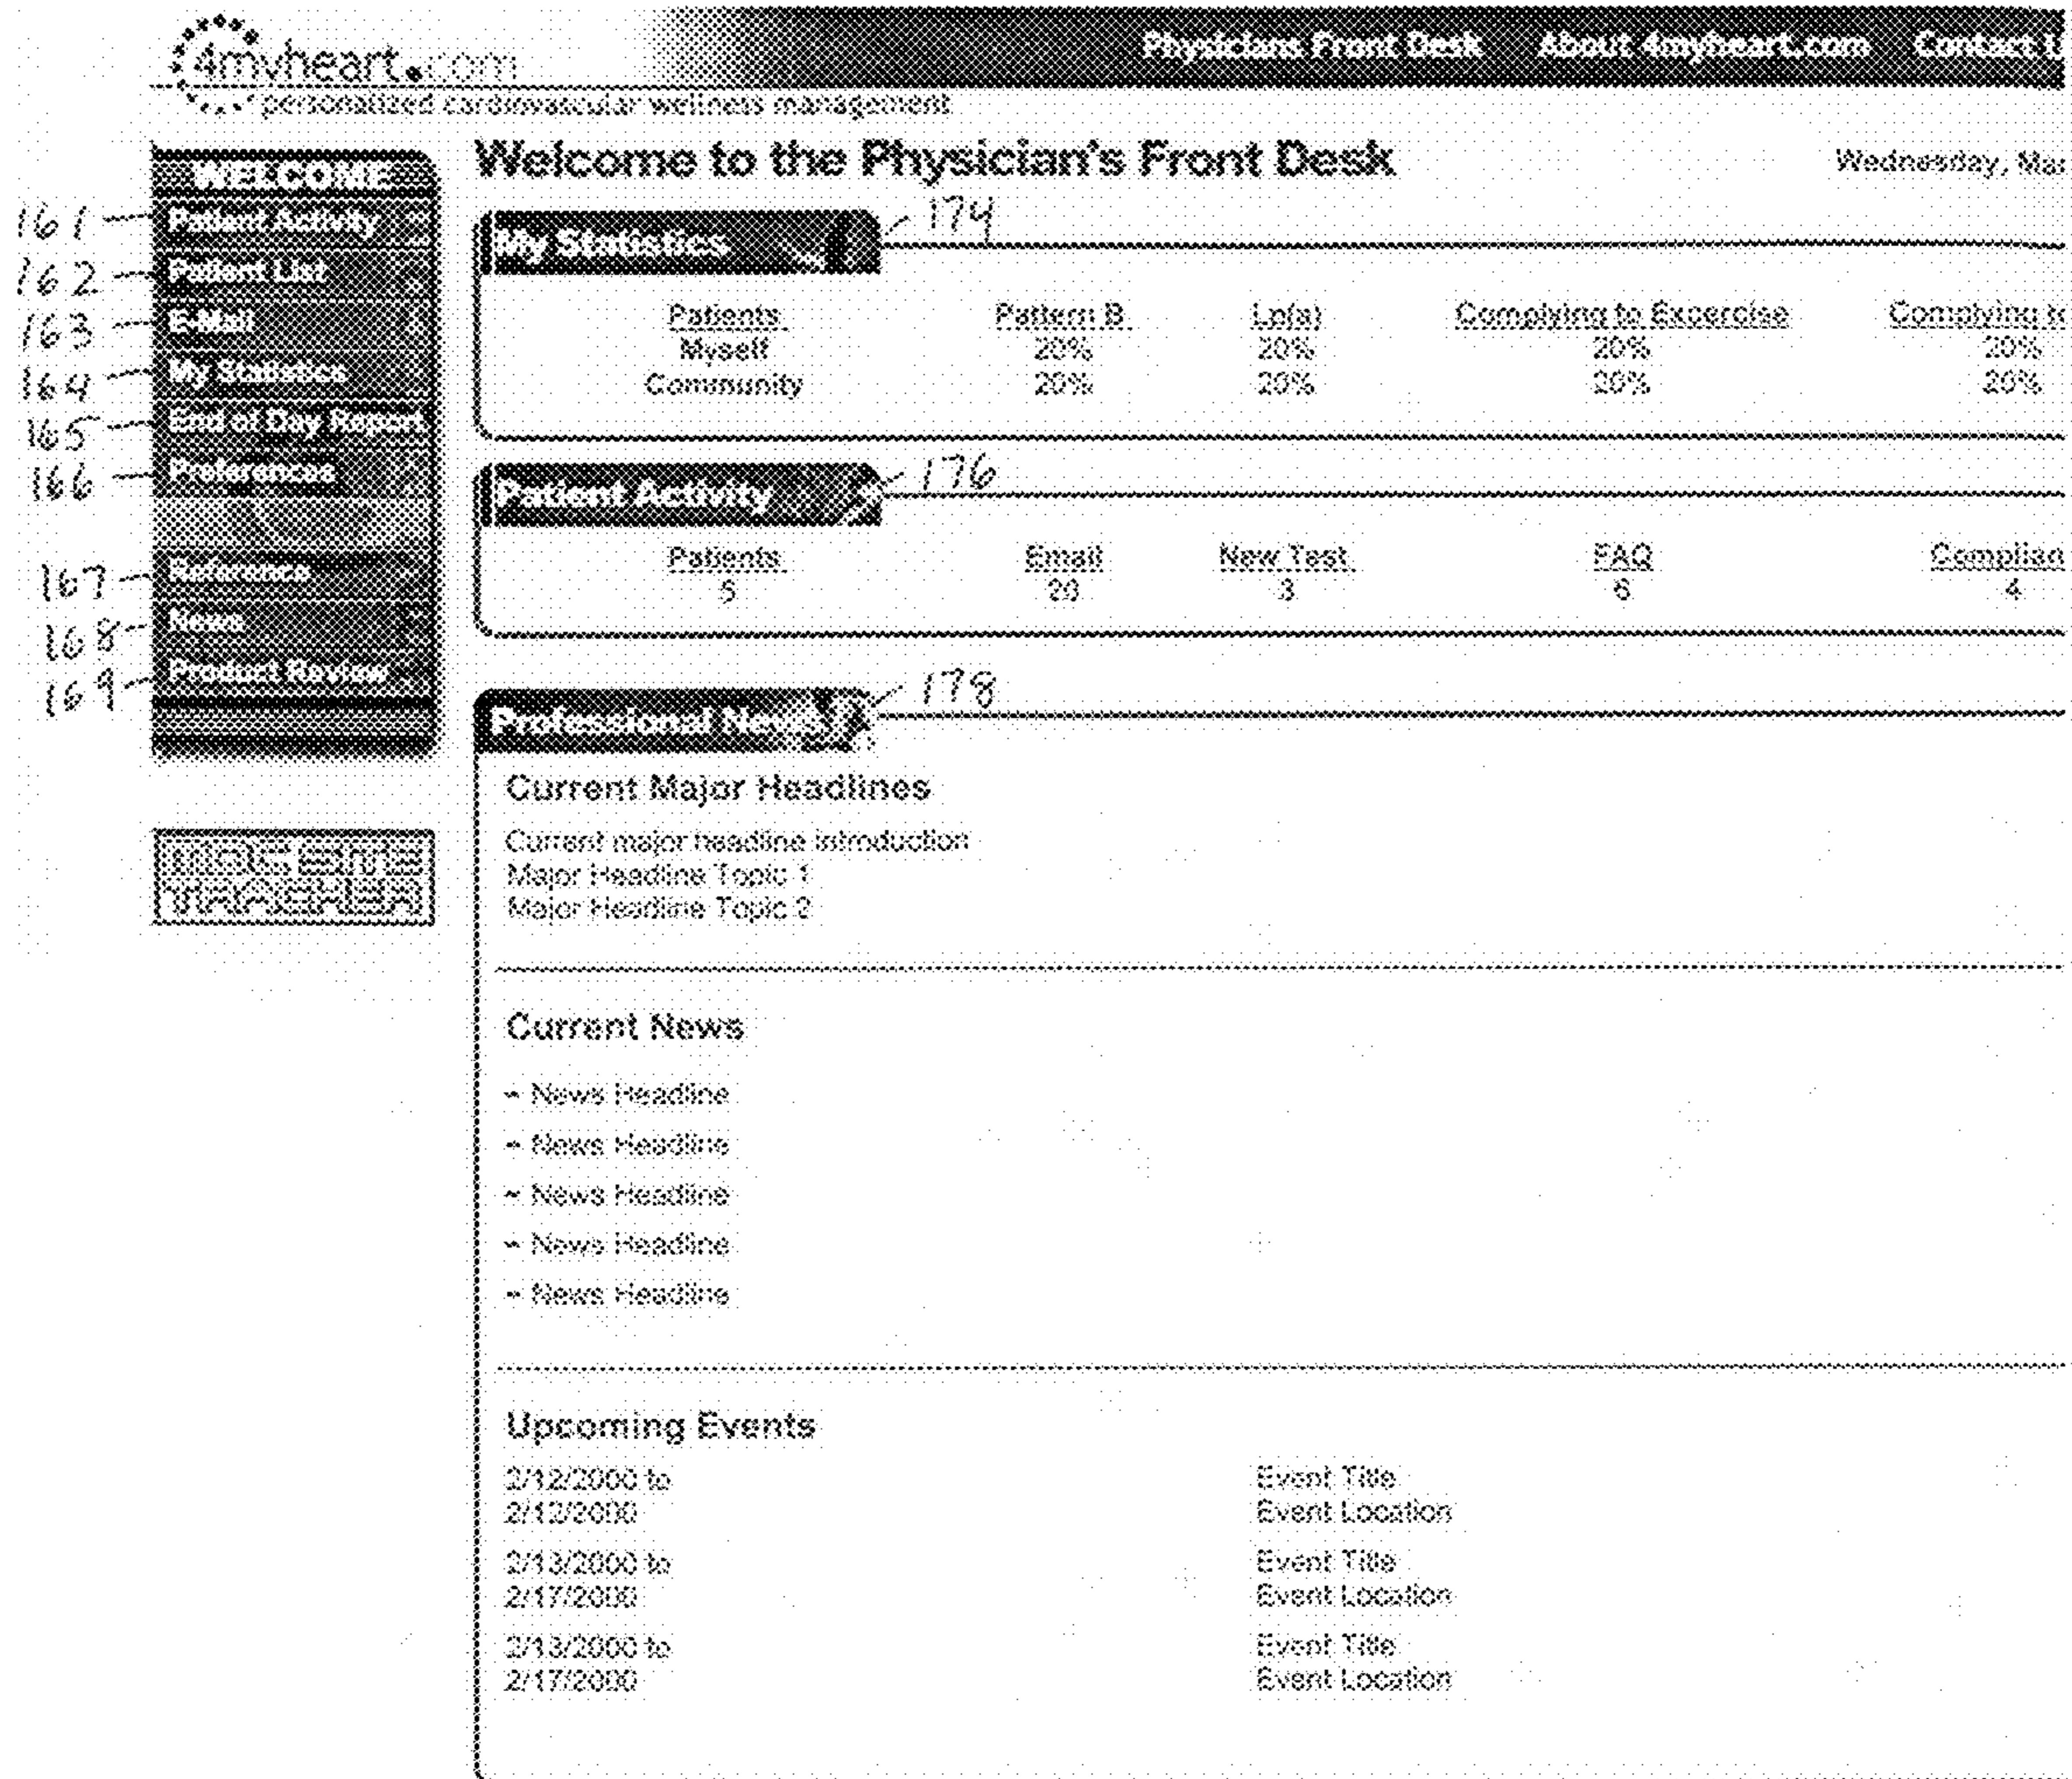 4myheart.com
Physicians Front Desk About 4myheart.com Contact
personalized cardiovascular wellness management
Welcome to the Physician's Front Desk
Wednesday, Mar
WELCOME
161 Patient Activity
162 Patient List
163 E-Mail
164 My Statistics
165 End of Day Report
166 Preferences
167 Reference
168 News
169 Product Review
My Statistics 174
Patients Pattern B Lp(a) Complying to Excercise Complying
Myself 20% 20% 20% 20%
Community 20% 20% 20% 20%
Patient Activity 176
Patients Email New Test FAQ Complian
5 20 3 6 4
Professional News 178
Current Major Headlines
Current major headline introduction
Major Headline Topic 1
Major Headline Topic 2
Current News
- News Headline
- News Headline
- News Headline
- News Headline
- News Headline
Upcoming Events
2/12/2000 to Event Title
2/12/2000 Event Location
2/13/2000 to Event Title
2/17/2000 Event Location
2/13/2000 to Event Title
2/17/2000 Event Location